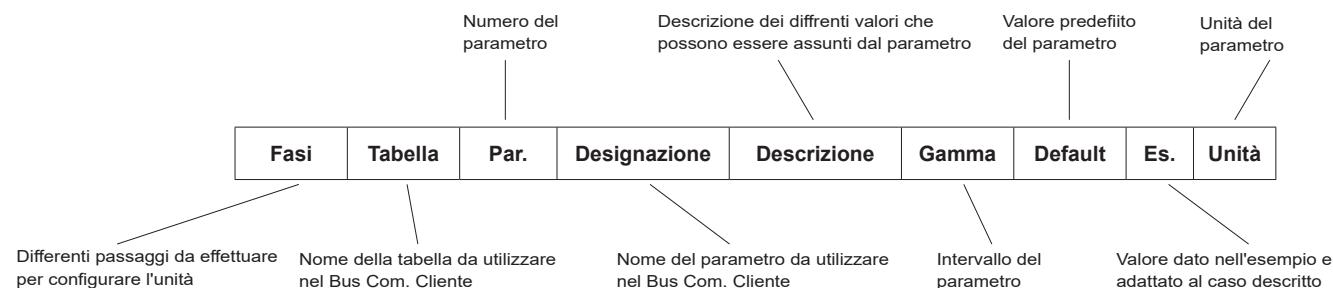 Numero del
parametro
Descrizione dei diffrenti valori che
possono essere assunti dal parametro
Valore predefiito
del parametro
Unità del
parametro
Fasi Tabella Par. Designazione Descrizione Gamma Default Es. Unità
Differenti passaggi da effettuare
per configurare l'unità
Nome della tabella da utilizzare
nel Bus Com. Cliente
Nome del parametro da utilizzare
nel Bus Com. Cliente
Intervallo del
parametro
Valore dato nell'esempio e
adattato al caso descritto